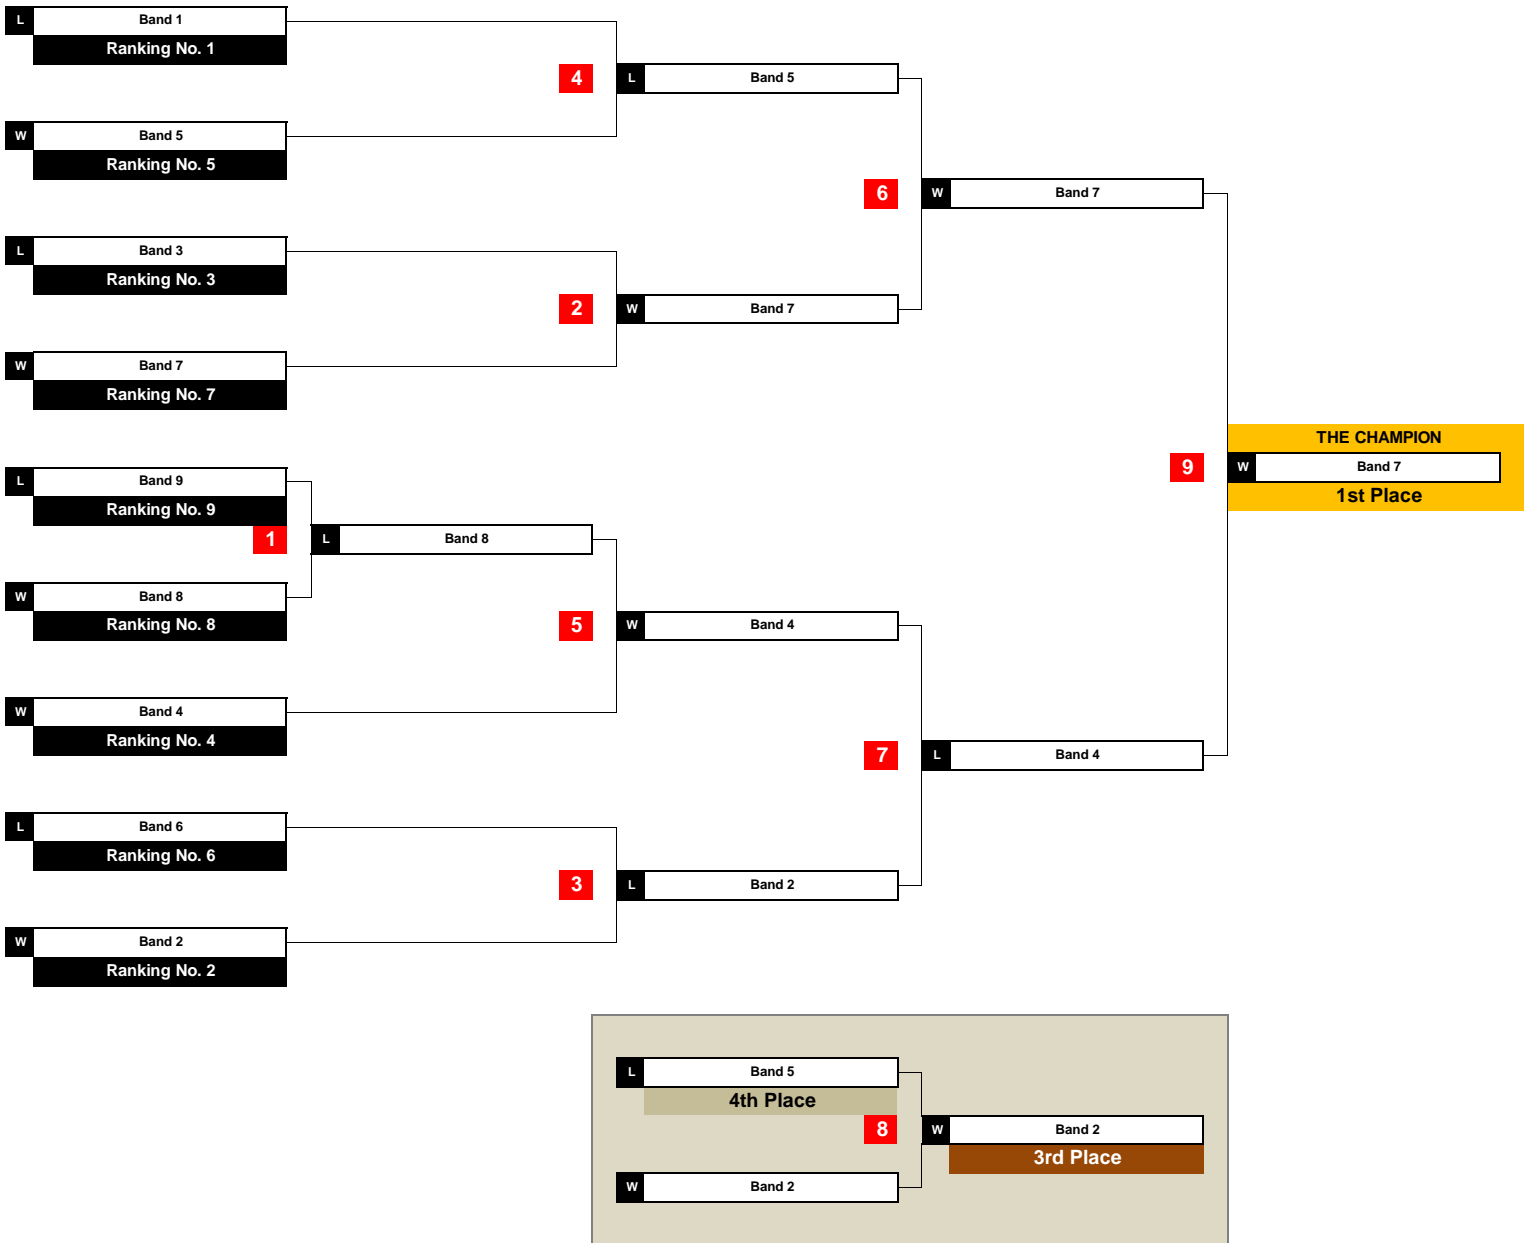 L Band 1
Ranking No. 1
4 L Band 5
W Band 5
Ranking No. 5
6 W Band 7
L Band 3
Ranking No. 3
2 W Band 7
W Band 7
Ranking No. 7
THE CHAMPION
9 W Band 7
1st Place
L Band 9
Ranking No. 9
1 L Band 8
W Band 8
Ranking No. 8
5 W Band 4
W Band 4
Ranking No. 4
7 L Band 4
L Band 6
Ranking No. 6
3 L Band 2
W Band 2
Ranking No. 2
L Band 5
4th Place
8 W Band 2
3rd Place
W Band 2